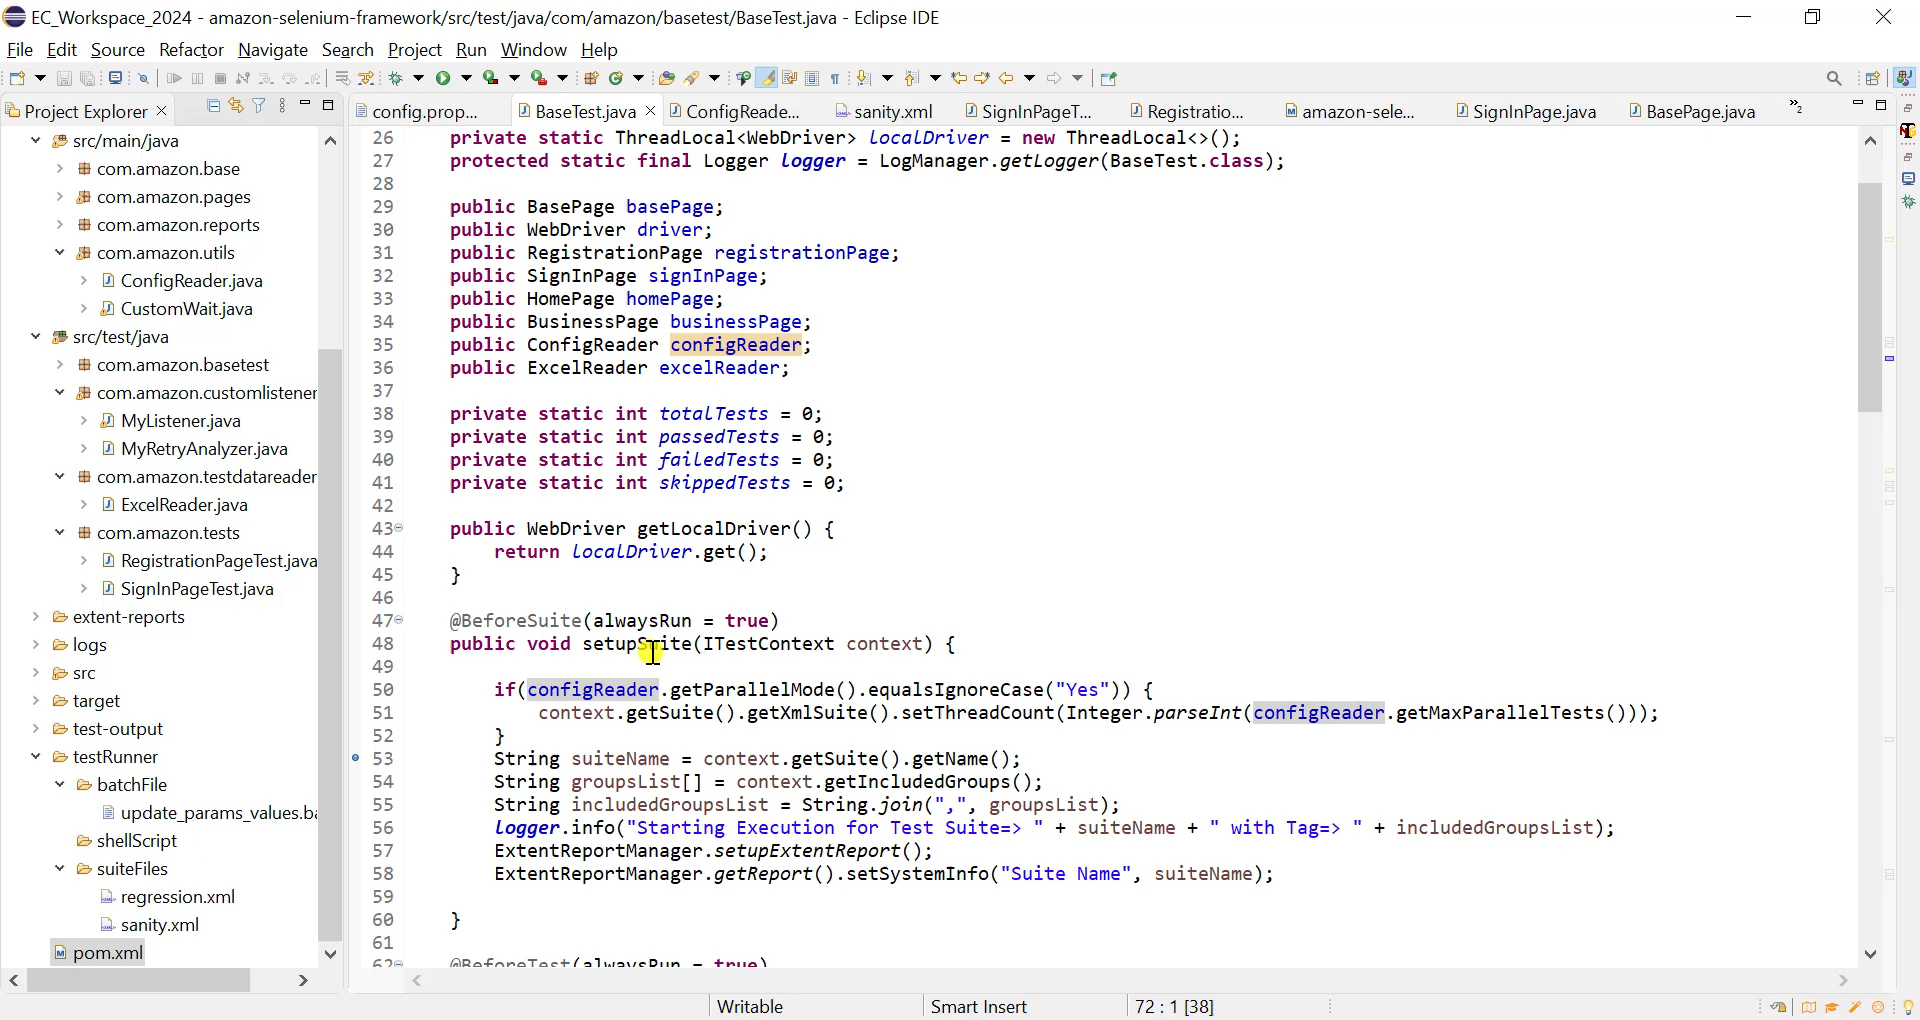 EC_Workspace_2024 - amazon-selenium-framework/src/test/java/com/amazon/basetest/BaseTest.java - Eclipse IDE
File Edit Source Refactor Navigate Search Project Run Window Help
Project Explorer
config.prop... BaseTest.java ConfigReade... sanity.xml SignInPageT... Registratio... amazon-sele... SignInPage.java BasePage.java »2
src/main/java
com.amazon.base
com.amazon.pages
com.amazon.reports
com.amazon.utils
ConfigReader.java
CustomWait.java
src/test/java
com.amazon.basetest
com.amazon.customlistener
MyListener.java
MyRetryAnalyzer.java
com.amazon.testdatareader
ExcelReader.java
com.amazon.tests
RegistrationPageTest.java
SignInPageTest.java
extent-reports
logs
src
target
test-output
testRunner
batchFile
update_params_values.ba
shellScript
suiteFiles
regression.xml
sanity.xml
pom.xml
26 private static ThreadLocal<WebDriver> localDriver = new ThreadLocal<>();
27 protected static final Logger logger = LogManager.getLogger(BaseTest.class);
28
29 public BasePage basePage;
30 public WebDriver driver;
31 public RegistrationPage registrationPage;
32 public SignInPage signInPage;
33 public HomePage homePage;
34 public BusinessPage businessPage;
35 public ConfigReader configReader;
36 public ExcelReader excelReader;
37
38 private static int totalTests = 0;
39 private static int passedTests = 0;
40 private static int failedTests = 0;
41 private static int skippedTests = 0;
42
43 public WebDriver getLocalDriver() {
44 return localDriver.get();
45 }
46
47 @BeforeSuite(alwaysRun = true)
48 public void setupSuite(ITestContext context) {
49
50 if(configReader.getParallelMode().equalsIgnoreCase("Yes")) {
51 context.getSuite().getXmlSuite().setThreadCount(Integer.parseInt(configReader.getMaxParallelTests()));
52 }
53 String suiteName = context.getSuite().getName();
54 String groupsList[] = context.getIncludedGroups();
55 String includedGroupsList = String.join(",", groupsList);
56 logger.info("Starting Execution for Test Suite=> " + suiteName + " with Tag=> " + includedGroupsList);
57 ExtentReportManager.setupExtentReport();
58 ExtentReportManager.getReport().setSystemInfo("Suite Name", suiteName);
59
60 }
61
62 @BeforeTest(alwaysRun = true)
Writable Smart Insert 72 : 1 [38]